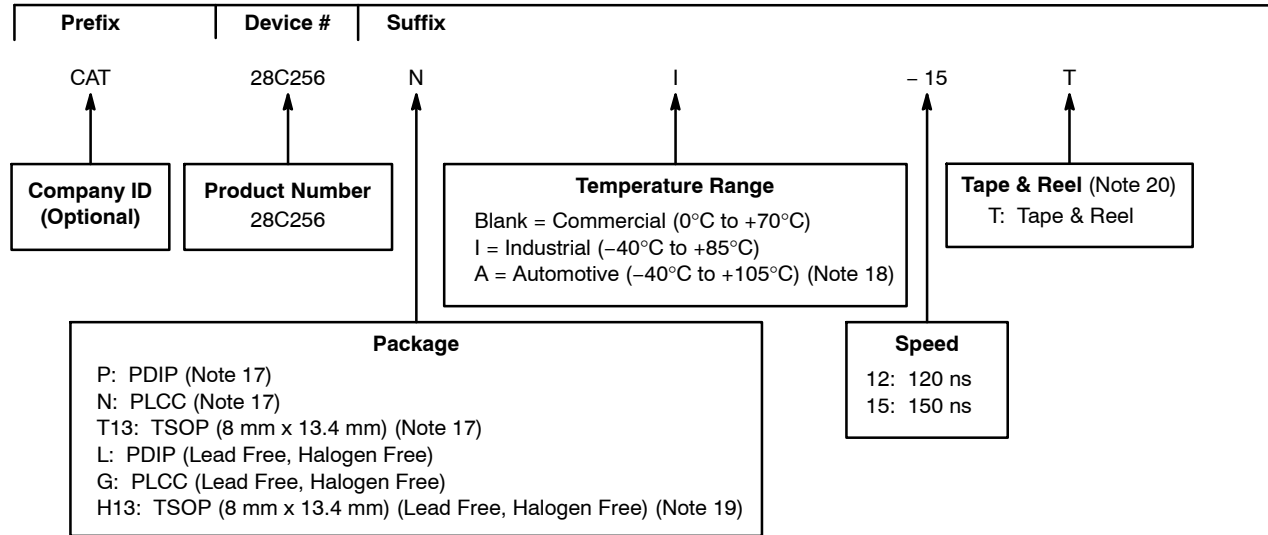 Prefix Device # Suffix
CAT 28C256 N I – 15 T
Company ID
(Optional)
Product Number
28C256
Temperature Range
Blank = Commercial (0°C to +70°C)
I = Industrial (−40°C to +85°C)
A = Automotive (−40°C to +105°C) (Note 18)
Tape & Reel (Note 20)
T: Tape & Reel
Package
P: PDIP (Note 17)
N: PLCC (Note 17)
T13: TSOP (8 mm x 13.4 mm) (Note 17)
L: PDIP (Lead Free, Halogen Free)
G: PLCC (Lead Free, Halogen Free)
H13: TSOP (8 mm x 13.4 mm) (Lead Free, Halogen Free) (Note 19)
Speed
12: 120 ns
15: 150 ns